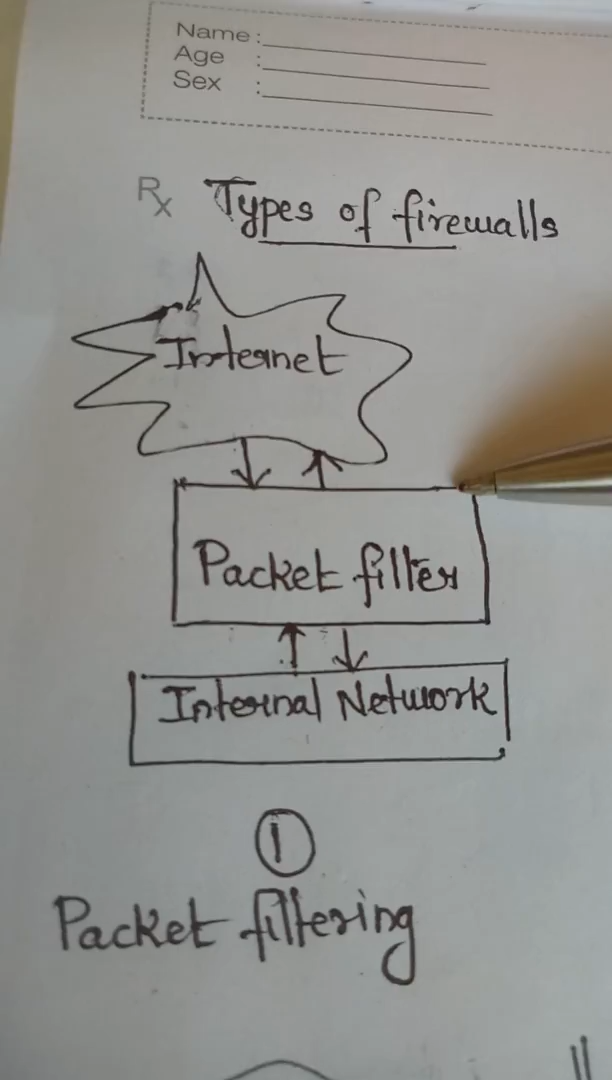 Name :
Age :
Sex :
Rx Types of firewalls
Internet
Packet filter
Internal Network
1
Packet filtering